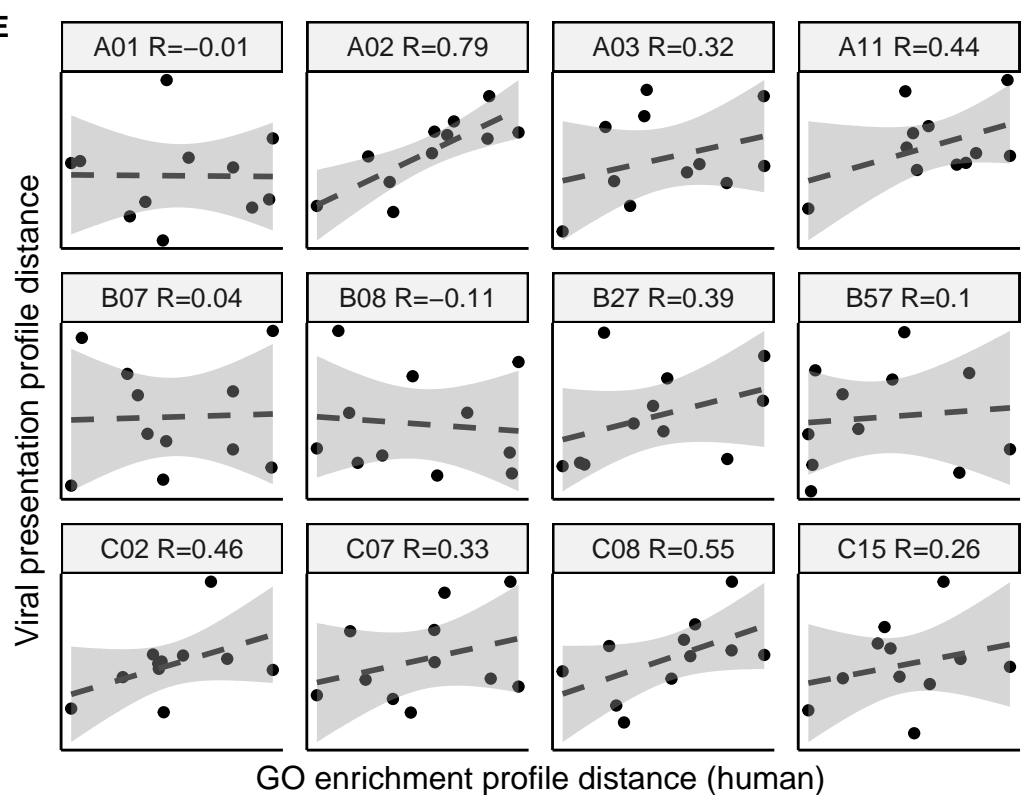 E
A01 R=−0.01
A02 R=0.79
A03 R=0.32
A11 R=0.44
B07 R=0.04
B08 R=−0.11
B27 R=0.39
B57 R=0.1
C02 R=0.46
C07 R=0.33
C08 R=0.55
C15 R=0.26
Viral presentation profile distance
GO enrichment profile distance (human)